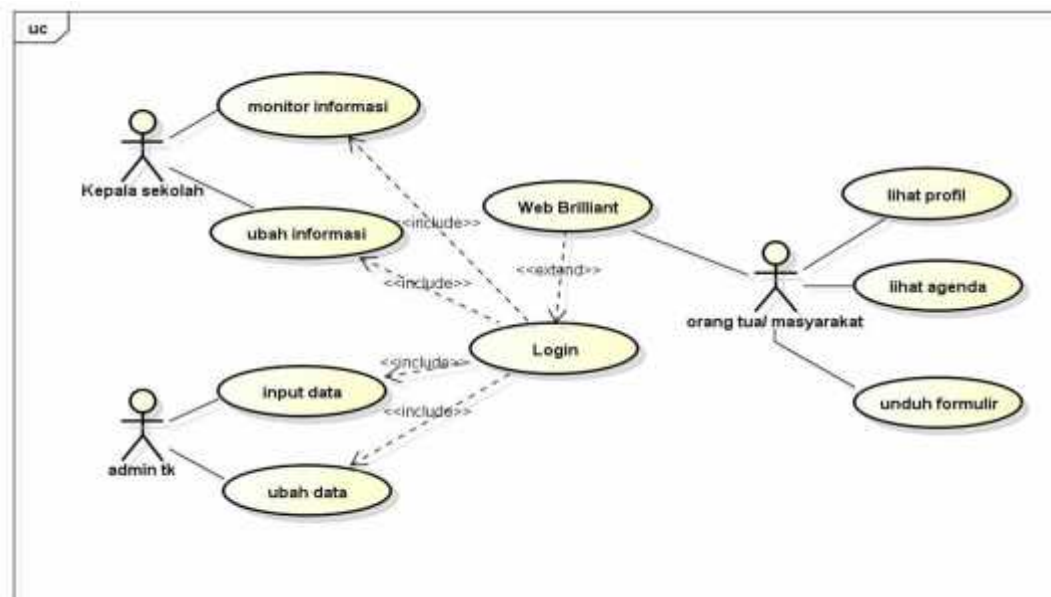 uc
monitor informasi
Kepala sekolah
ubah informasi
<<include>>
<<include>>
Web Brilliant
<<extend>>
Login
lihat profil
lihat agenda
orang tua/ masyarakat
unduh formulir
input data
<<include>>
<<include>>
admin tk
ubah data